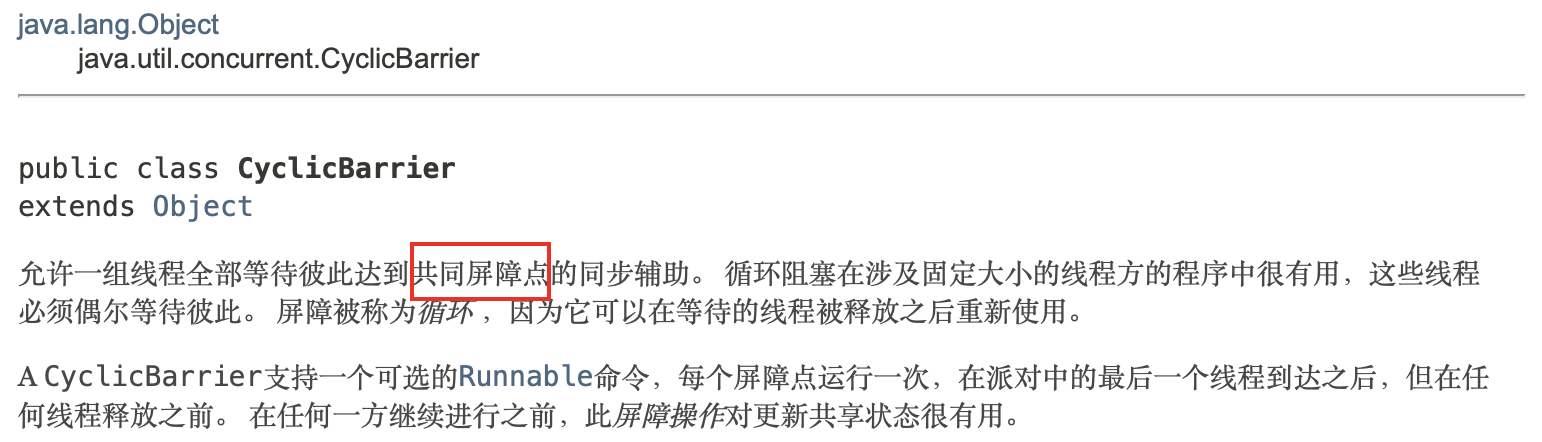 java.lang.Object
java.util.concurrent.CyclicBarrier
public class CyclicBarrier
extends Object
允许一组线程全部等待彼此达到共同屏障点的同步辅助。 循环阻塞在涉及固定大小的线程方的程序中很有用，这些线程
必须偶尔等待彼此。 屏障被称为循环 ，因为它可以在等待的线程被释放之后重新使用。
A CyclicBarrier支持一个可选的Runnable命令，每个屏障点运行一次，在派对中的最后一个线程到达之后，但在任
何线程释放之前。 在任何一方继续进行之前，此屏障操作对更新共享状态很有用。